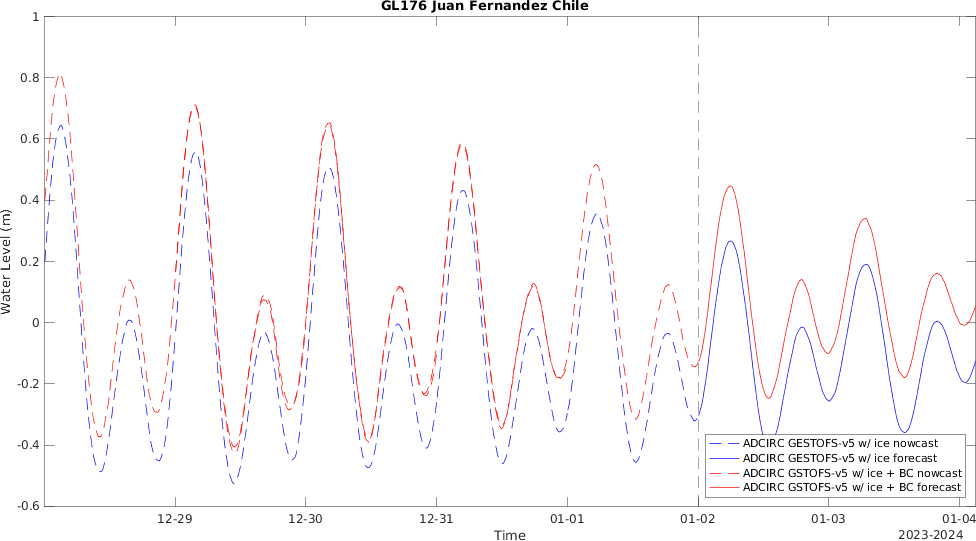 GL176 Juan Fernandez Chile
1
0.8
0.6
0.4
0.2
0
-0.2
-0.4
-0.6
Water Level (m)
12-29
12-30
12-31
01-01
01-02
01-03
01-04
Time
2023-2024
ADCIRC GESTOFS-v5 w/ ice nowcast
ADCIRC GESTOFS-v5 w/ ice forecast
ADCIRC GSTOFS-v5 w/ ice + BC nowcast
ADCIRC GSTOFS-v5 w/ ice + BC forecast